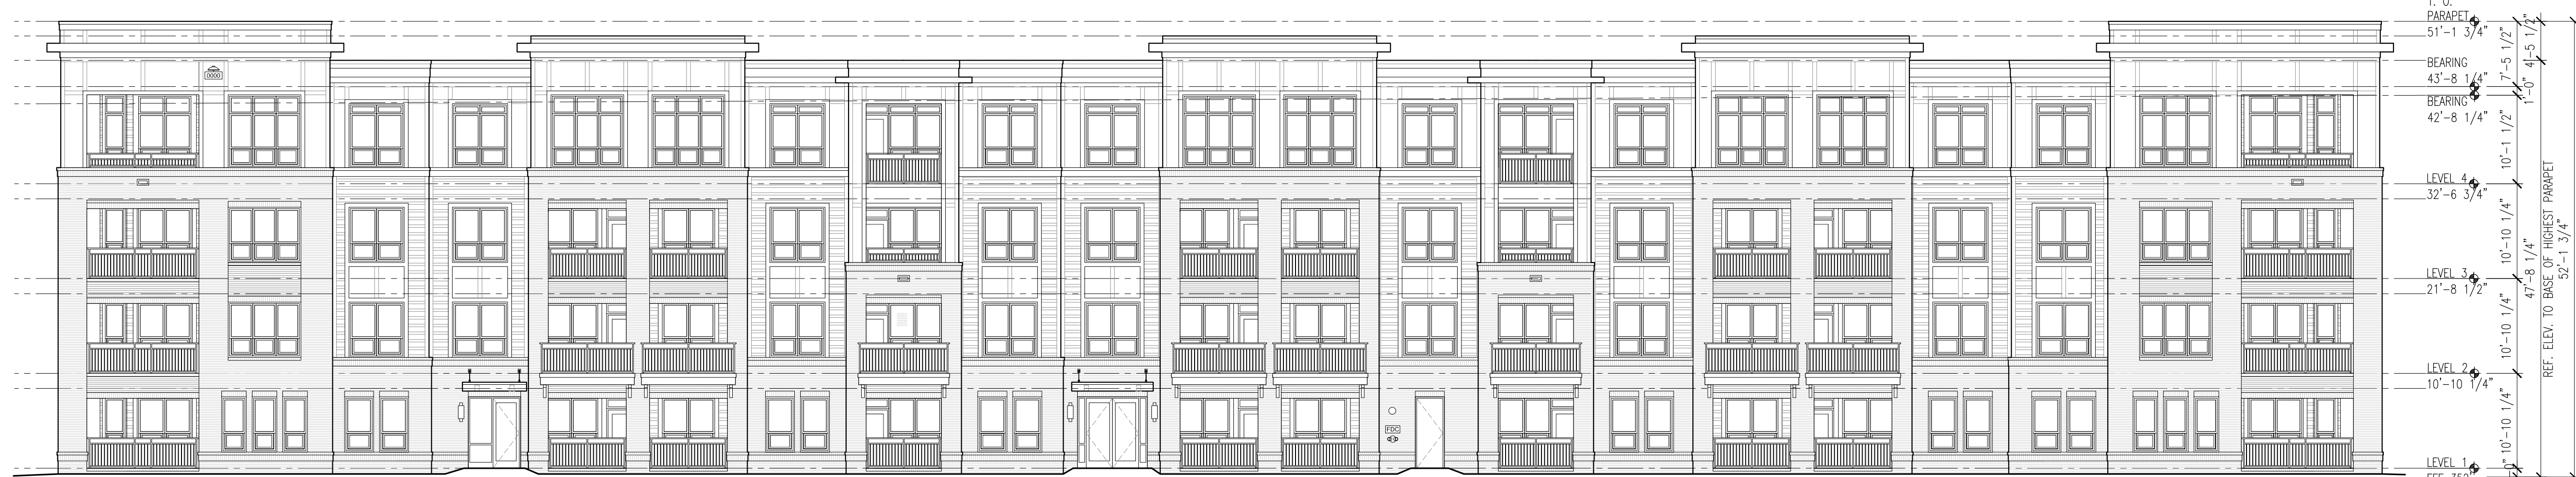 T. O.
PARAPET
51'-1 3/4"
BEARING
43'-8 1/4"
BEARING
42'-8 1/4"
LEVEL 4
32'-6 3/4"
LEVEL 3
21'-8 1/2"
LEVEL 2
10'-10 1/4"
LEVEL 1
7'-5 1/2"
1'-0"
10'-1 1/2"
10'-10 1/4"
10'-10 1/4"
10'-10 1/4"
4'-5 1/2"
47'-8 1/4"
REF. ELEV. TO BASE OF HIGHEST PARAPET
52'-1 3/4"
0000
FDC